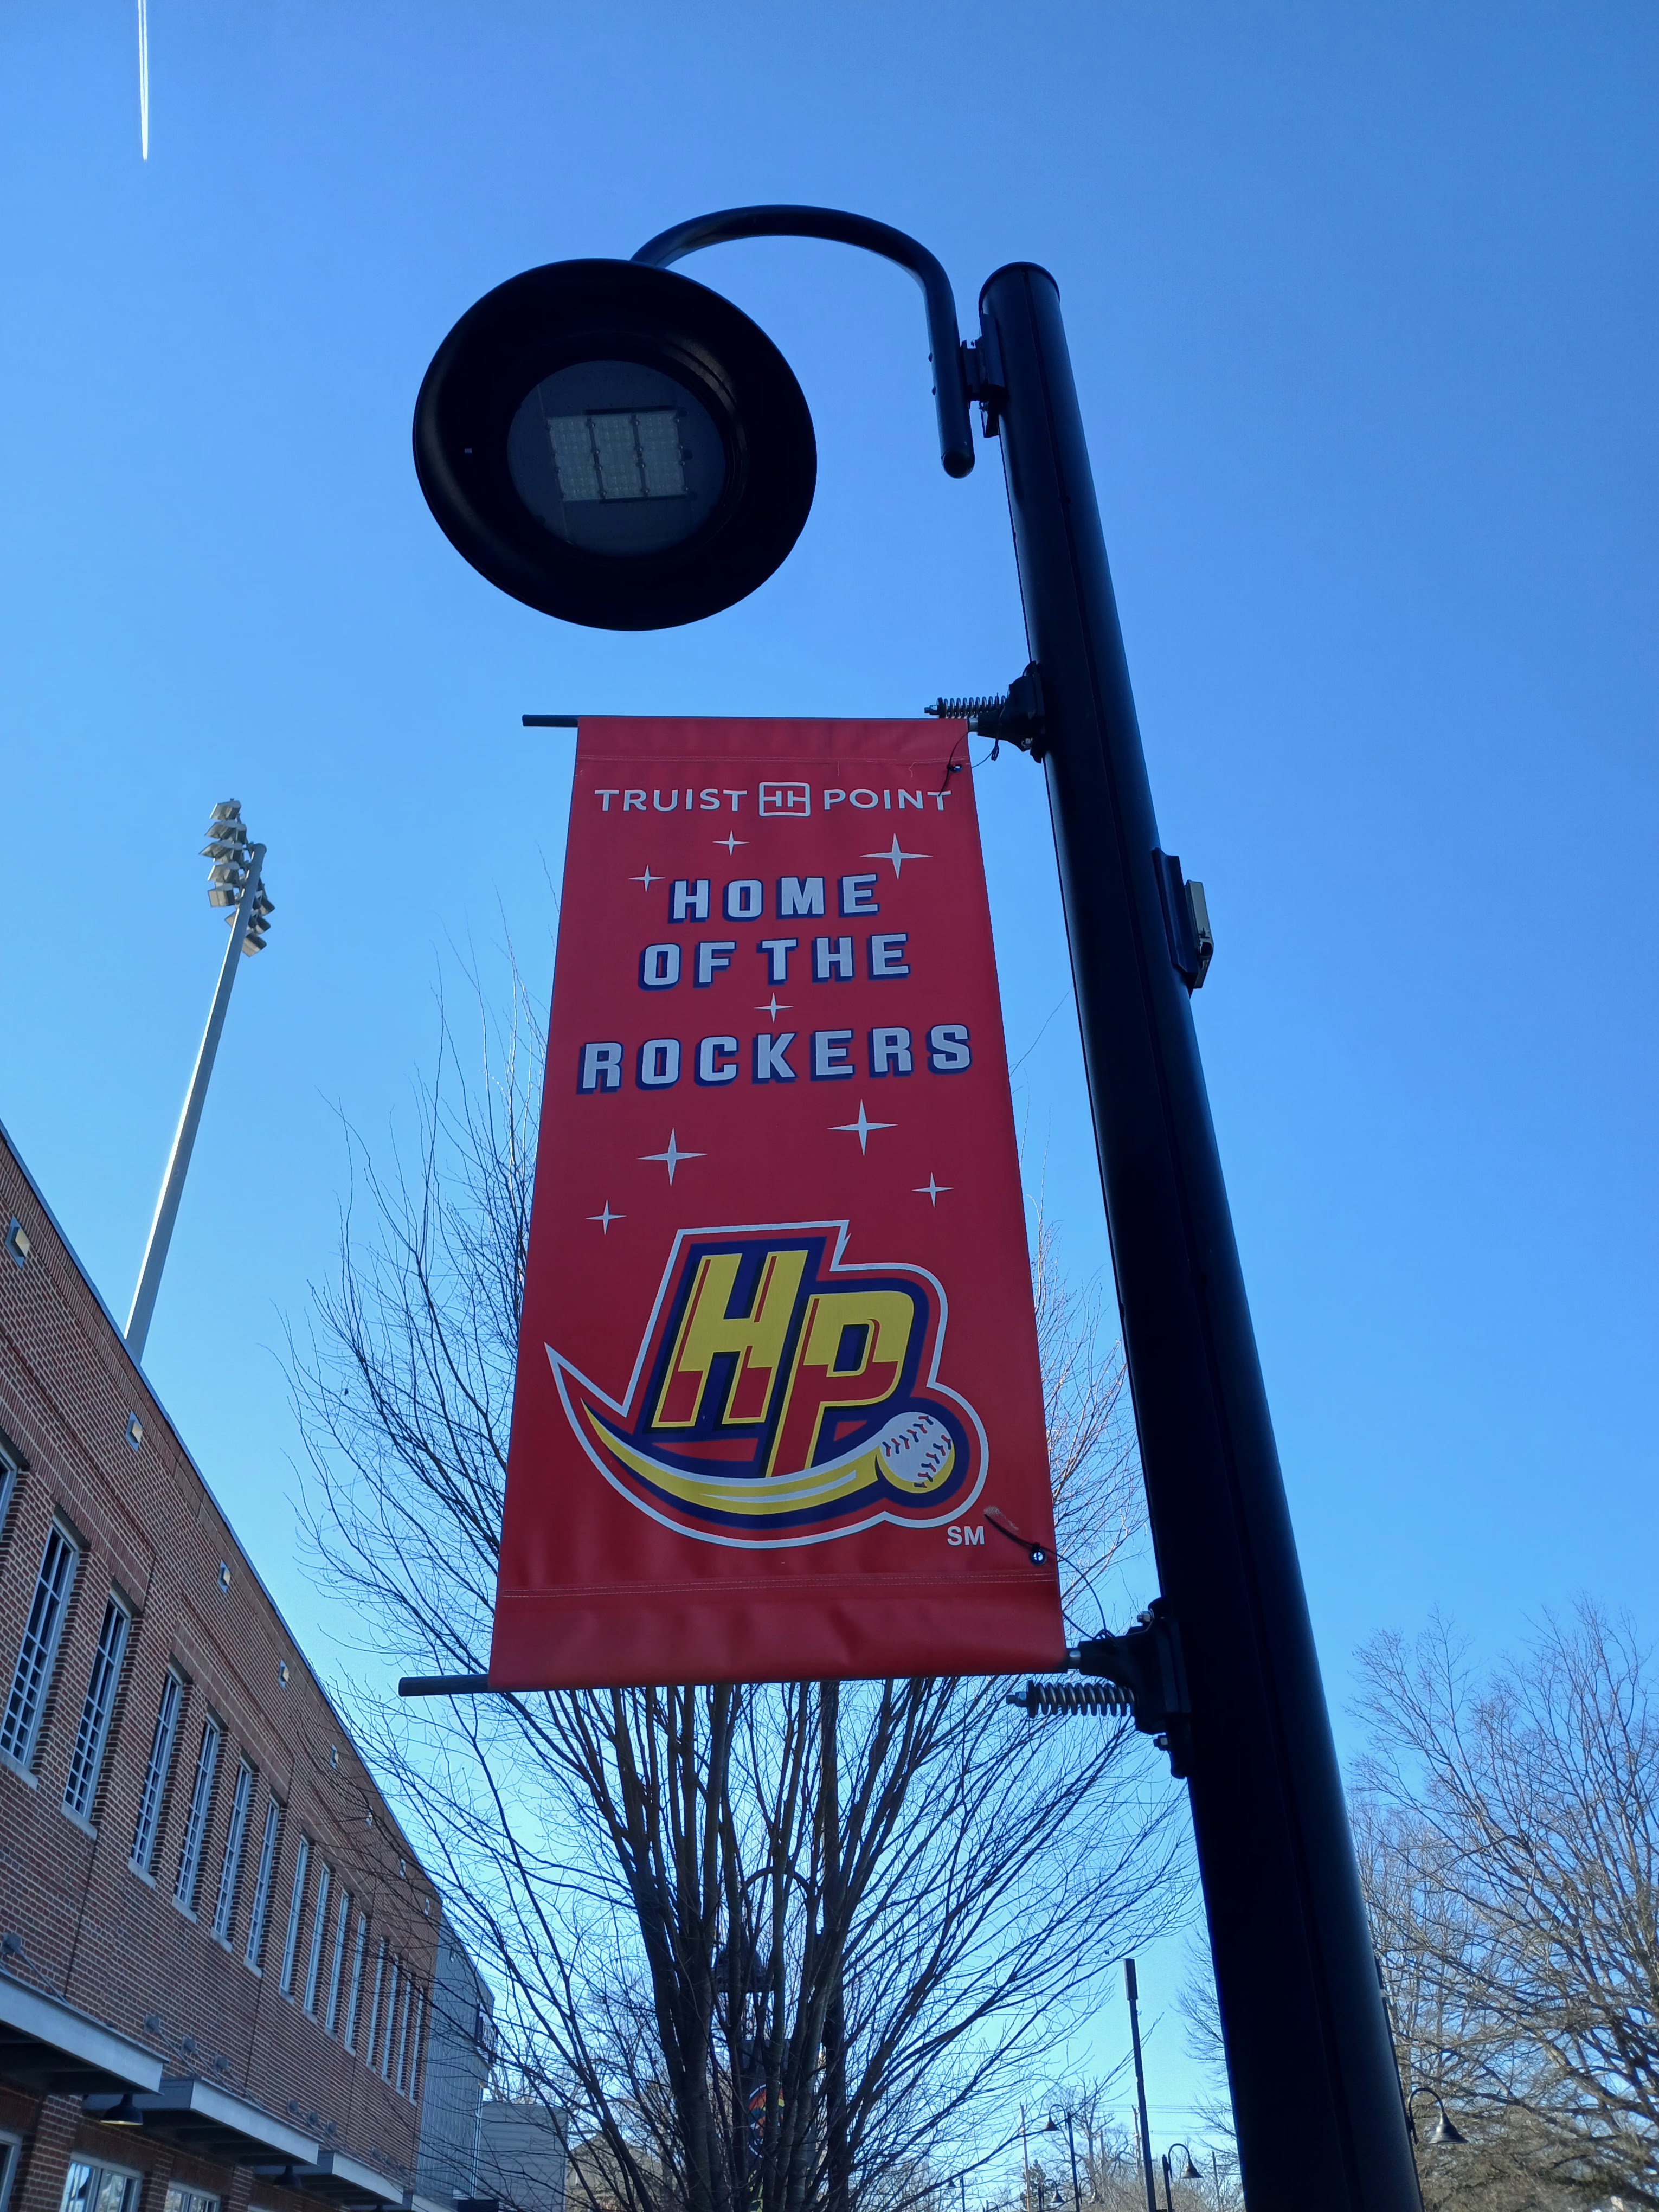 TRUIST POINT
HOME
OF THE
ROCKERS
HP
SM